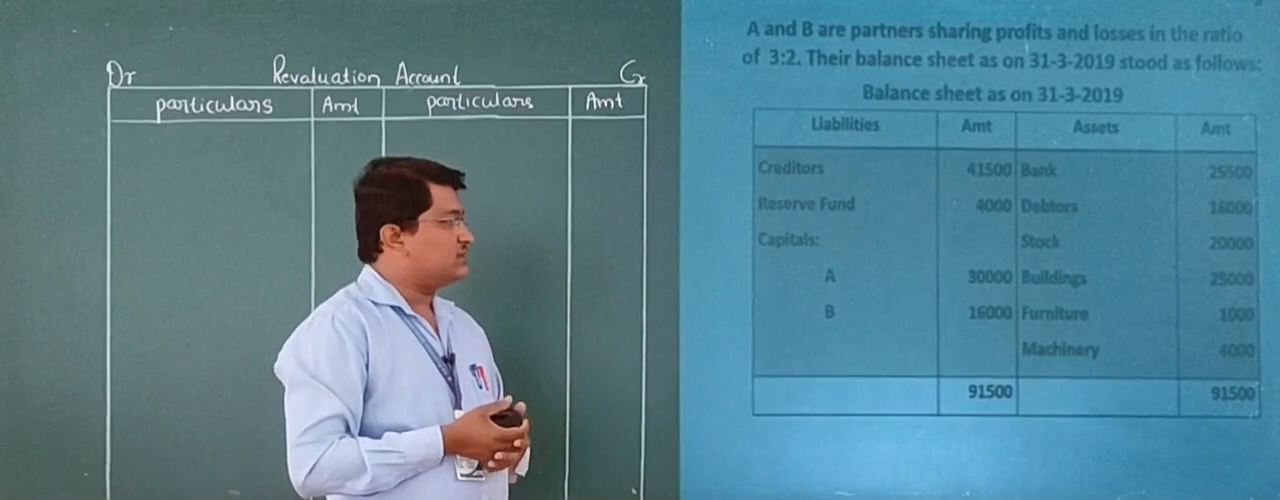 Dr Revaluation Account Cr
particulars Amt particulars Amt
A and B are partners sharing profits and losses in the ratio
of 3:2. Their balance sheet as on 31-3-2019 stood as follows:
Balance sheet as on 31-3-2019
Liabilities Amt Assets Amt
Creditors 41500 Bank 25500
Reserve Fund 4000 Debtors 16000
Capitals: Stock 20000
A 30000 Buildings 25000
B 16000 Furniture 1000
Machinery 4000
91500 91500